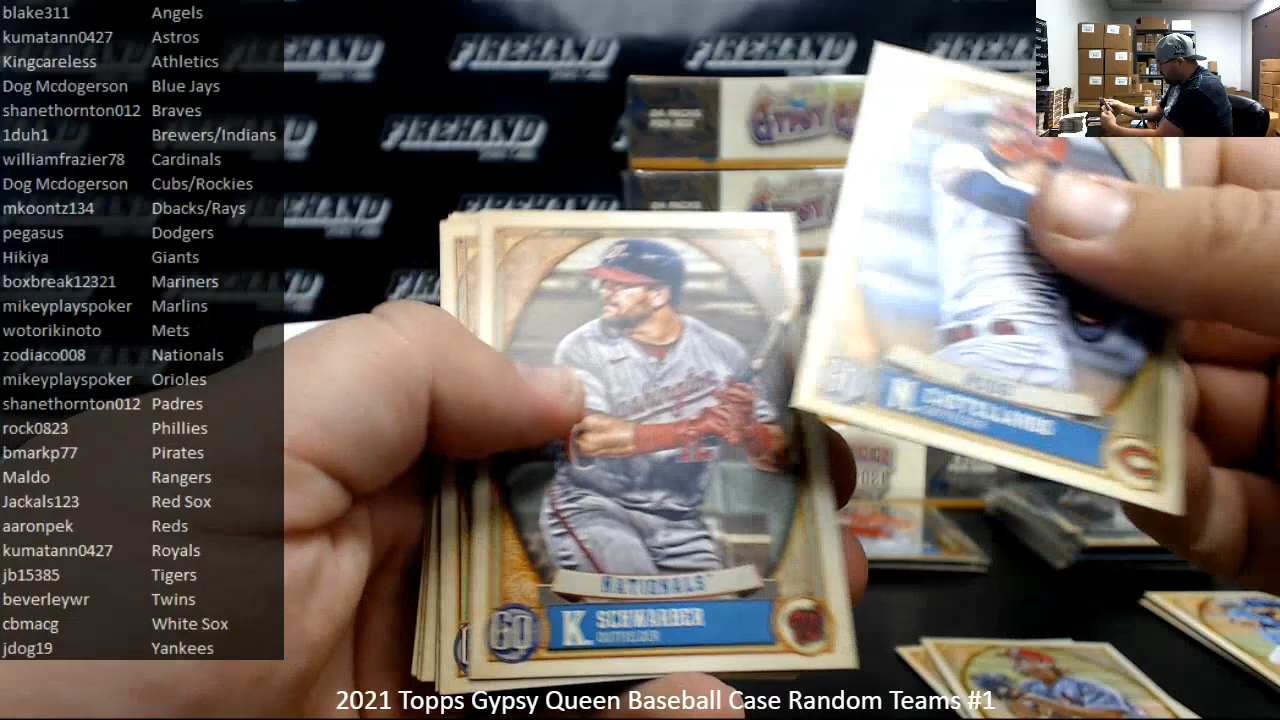 blake311 Angels
kumatann0427 Astros
Kingcareless Athletics
Dog Mcdogerson Blue Jays
shanethornton012 Braves
1duh1 Brewers/Indians
williamfrazier78 Cardinals
Dog Mcdogerson Cubs/Rockies
mkoontz134 Dbacks/Rays
pegasus Dodgers
Hikiya Giants
boxbreak12321 Mariners
mikeyplayspoker Marlins
wotorikinoto Mets
zodiaco008 Nationals
mikeyplayspoker Orioles
shanethornton012 Padres
rock0823 Phillies
bmarkp77 Pirates
Maldo Rangers
Jackals123 Red Sox
aaronpek Reds
kumatann0427 Royals
jb15385 Tigers
beverleywr Twins
cbmacg White Sox
jdog19 Yankees
FIREHAND
FIREHAND
FIREHAND
GYPSY
NATIONALS
GQ K. SCHWARBER
OUTFIELDER
N. CASTELLANOS
2021 Topps Gypsy Queen Baseball Case Random Teams #1